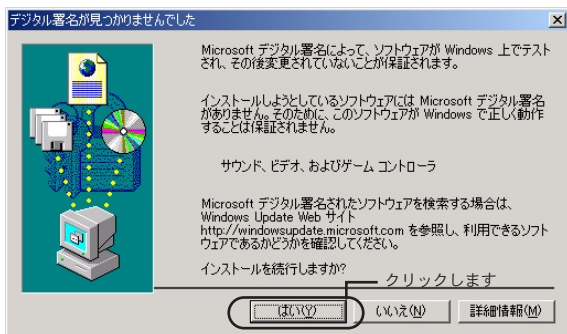 デジタル署名が見つかりませんでした
Microsoft デジタル署名によって、ソフトウェアが Windows 上でテスト
され、その後変更されていないことが保証されます。
インストールしようとしているソフトウェアには Microsoft デジタル署名
がありません。そのために、このソフトウェアが Windows で正しく動作
することは保証されません。
サウンド、ビデオ、およびゲーム コントローラ
Microsoft デジタル署名されたソフトウェアを検索する場合は、
Windows Update Web サイト
http://windowsupdate.microsoft.com を参照し、利用できるソフト
ウェアであるかどうかを確認してください。
インストールを続行しますか?
クリックします
はい(Y) いいえ(N) 詳細情報(M)